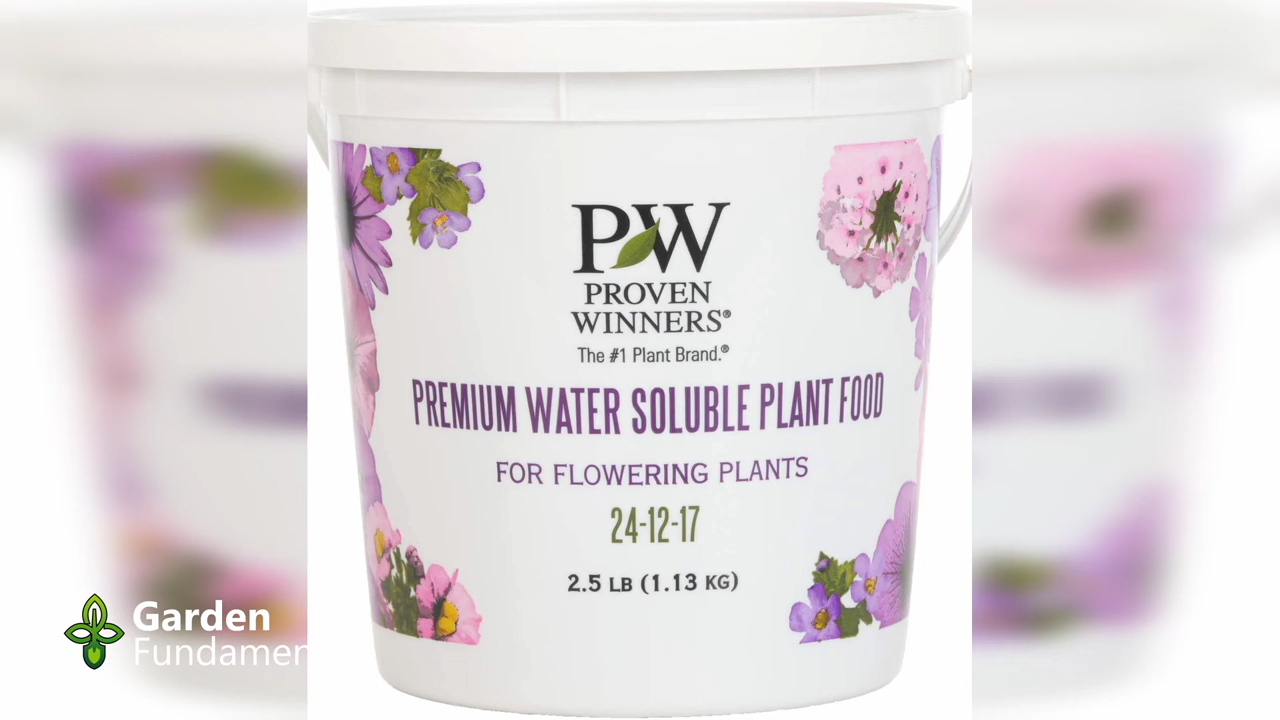 PW
PROVEN
WINNERS®
The #1 Plant Brand.®
PREMIUM WATER SOLUBLE PLANT FOOD
FOR FLOWERING PLANTS
24-12-17
2.5 LB (1.13 KG)
Garden
Fundamen